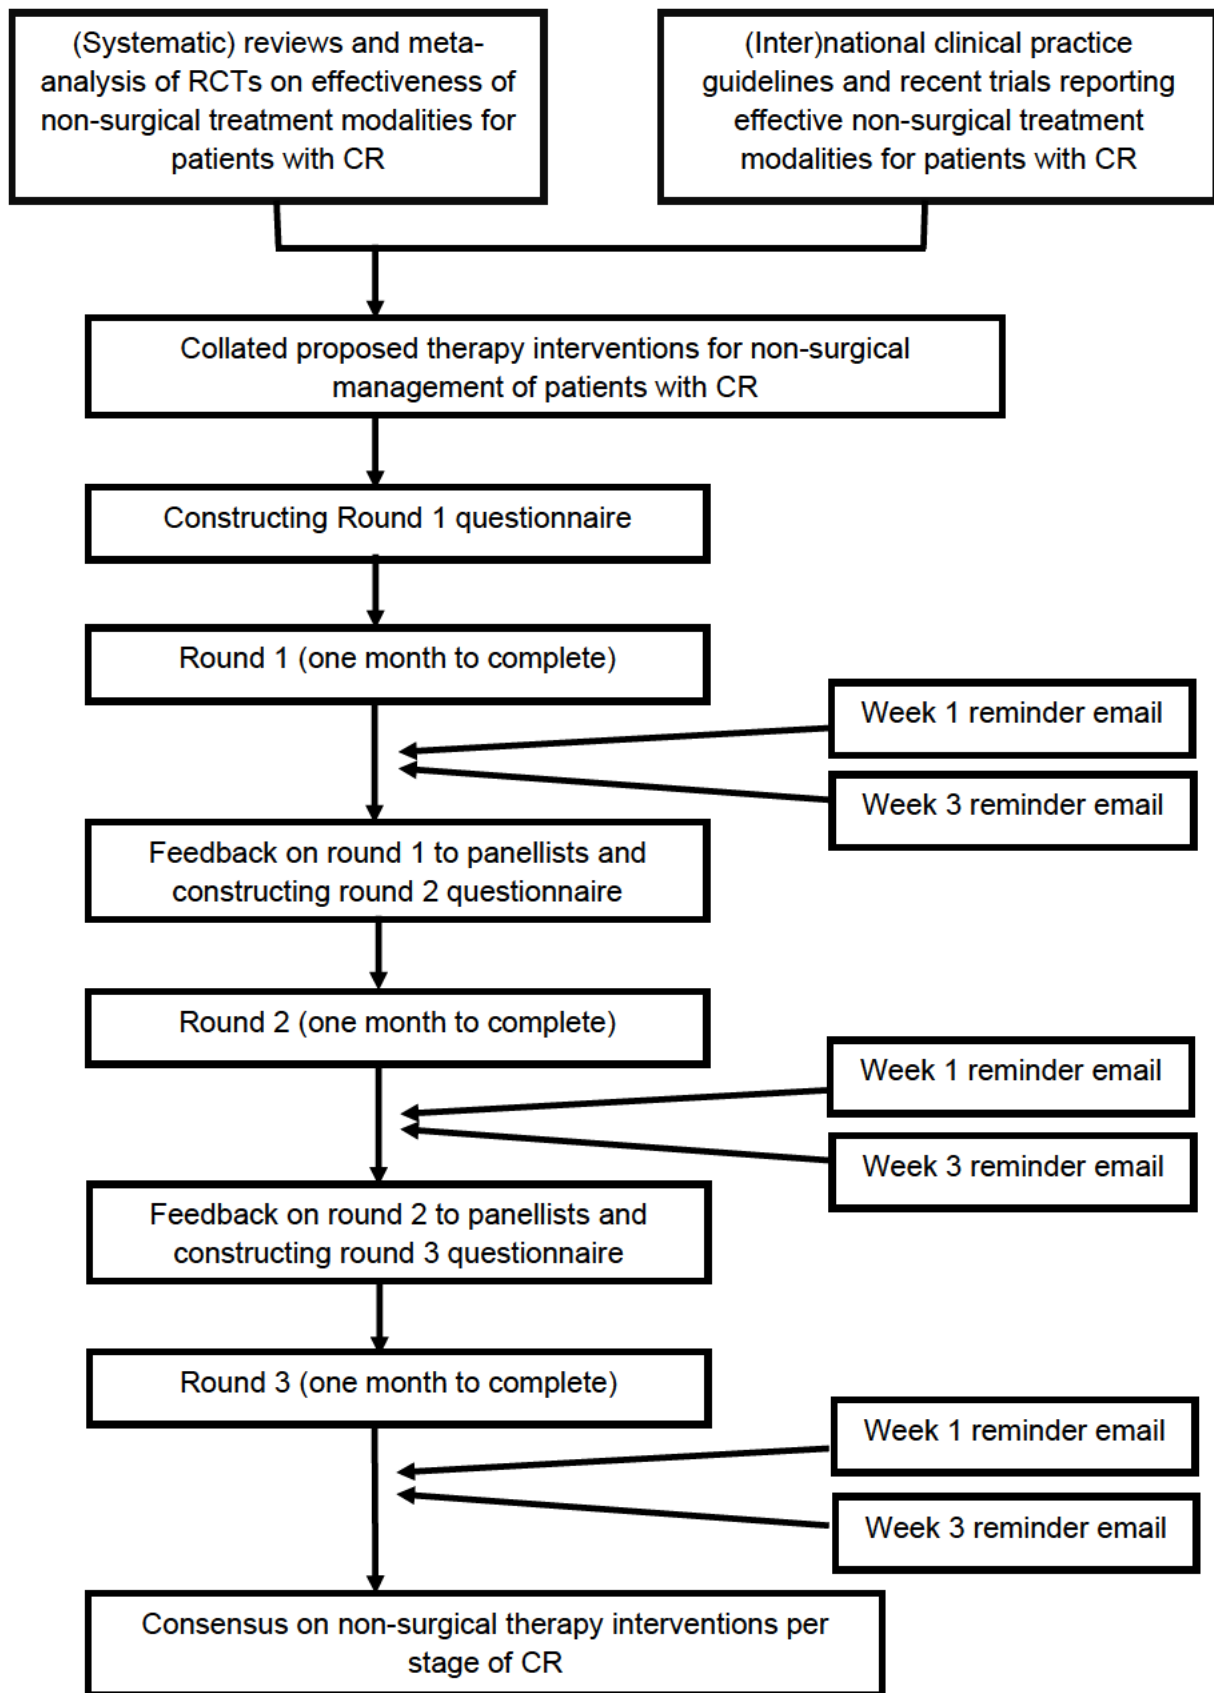 (Systematic) reviews and meta-
analysis of RCTs on effectiveness of
non-surgical treatment modalities for
patients with CR
(Inter)national clinical practice
guidelines and recent trials reporting
effective non-surgical treatment
modalities for patients with CR
Collated proposed therapy interventions for non-surgical
management of patients with CR
Constructing Round 1 questionnaire
Round 1 (one month to complete)
Week 1 reminder email
Week 3 reminder email
Feedback on round 1 to panellists and
constructing round 2 questionnaire
Round 2 (one month to complete)
Week 1 reminder email
Week 3 reminder email
Feedback on round 2 to panellists and
constructing round 3 questionnaire
Round 3 (one month to complete)
Week 1 reminder email
Week 3 reminder email
Consensus on non-surgical therapy interventions per
stage of CR